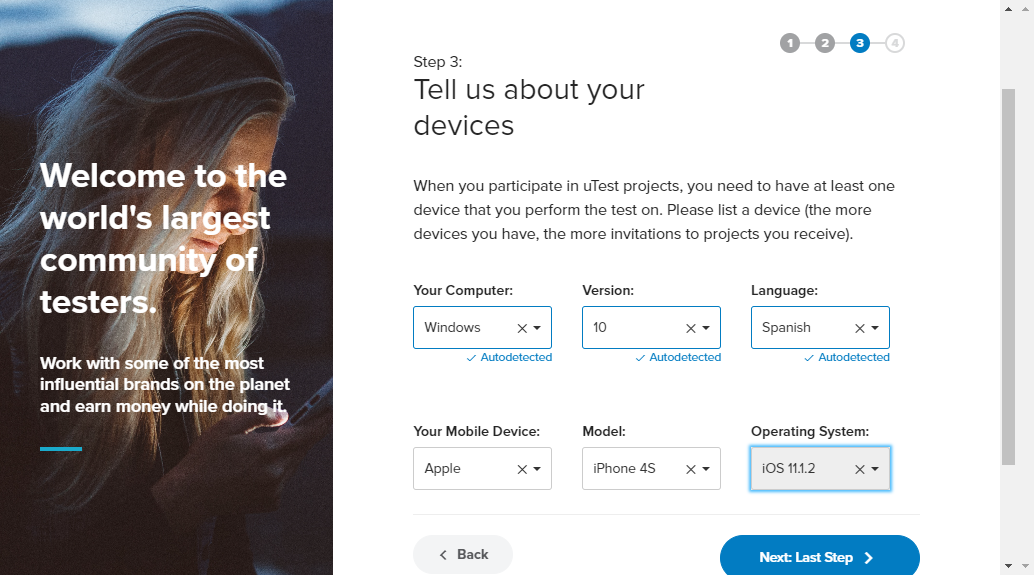 Welcome to the
world's largest
community of
testers.
Work with some of the most
influential brands on the planet
and earn money while doing it.
1 2 3 4
Step 3:
Tell us about your
devices
When you participate in uTest projects, you need to have at least one
device that you perform the test on. Please list a device (the more
devices you have, the more invitations to projects you receive).
Your Computer: Version: Language:
Windows 10 Spanish
Autodetected Autodetected Autodetected
Your Mobile Device: Model: Operating System:
Apple iPhone 4S iOS 11.1.2
Back Next: Last Step